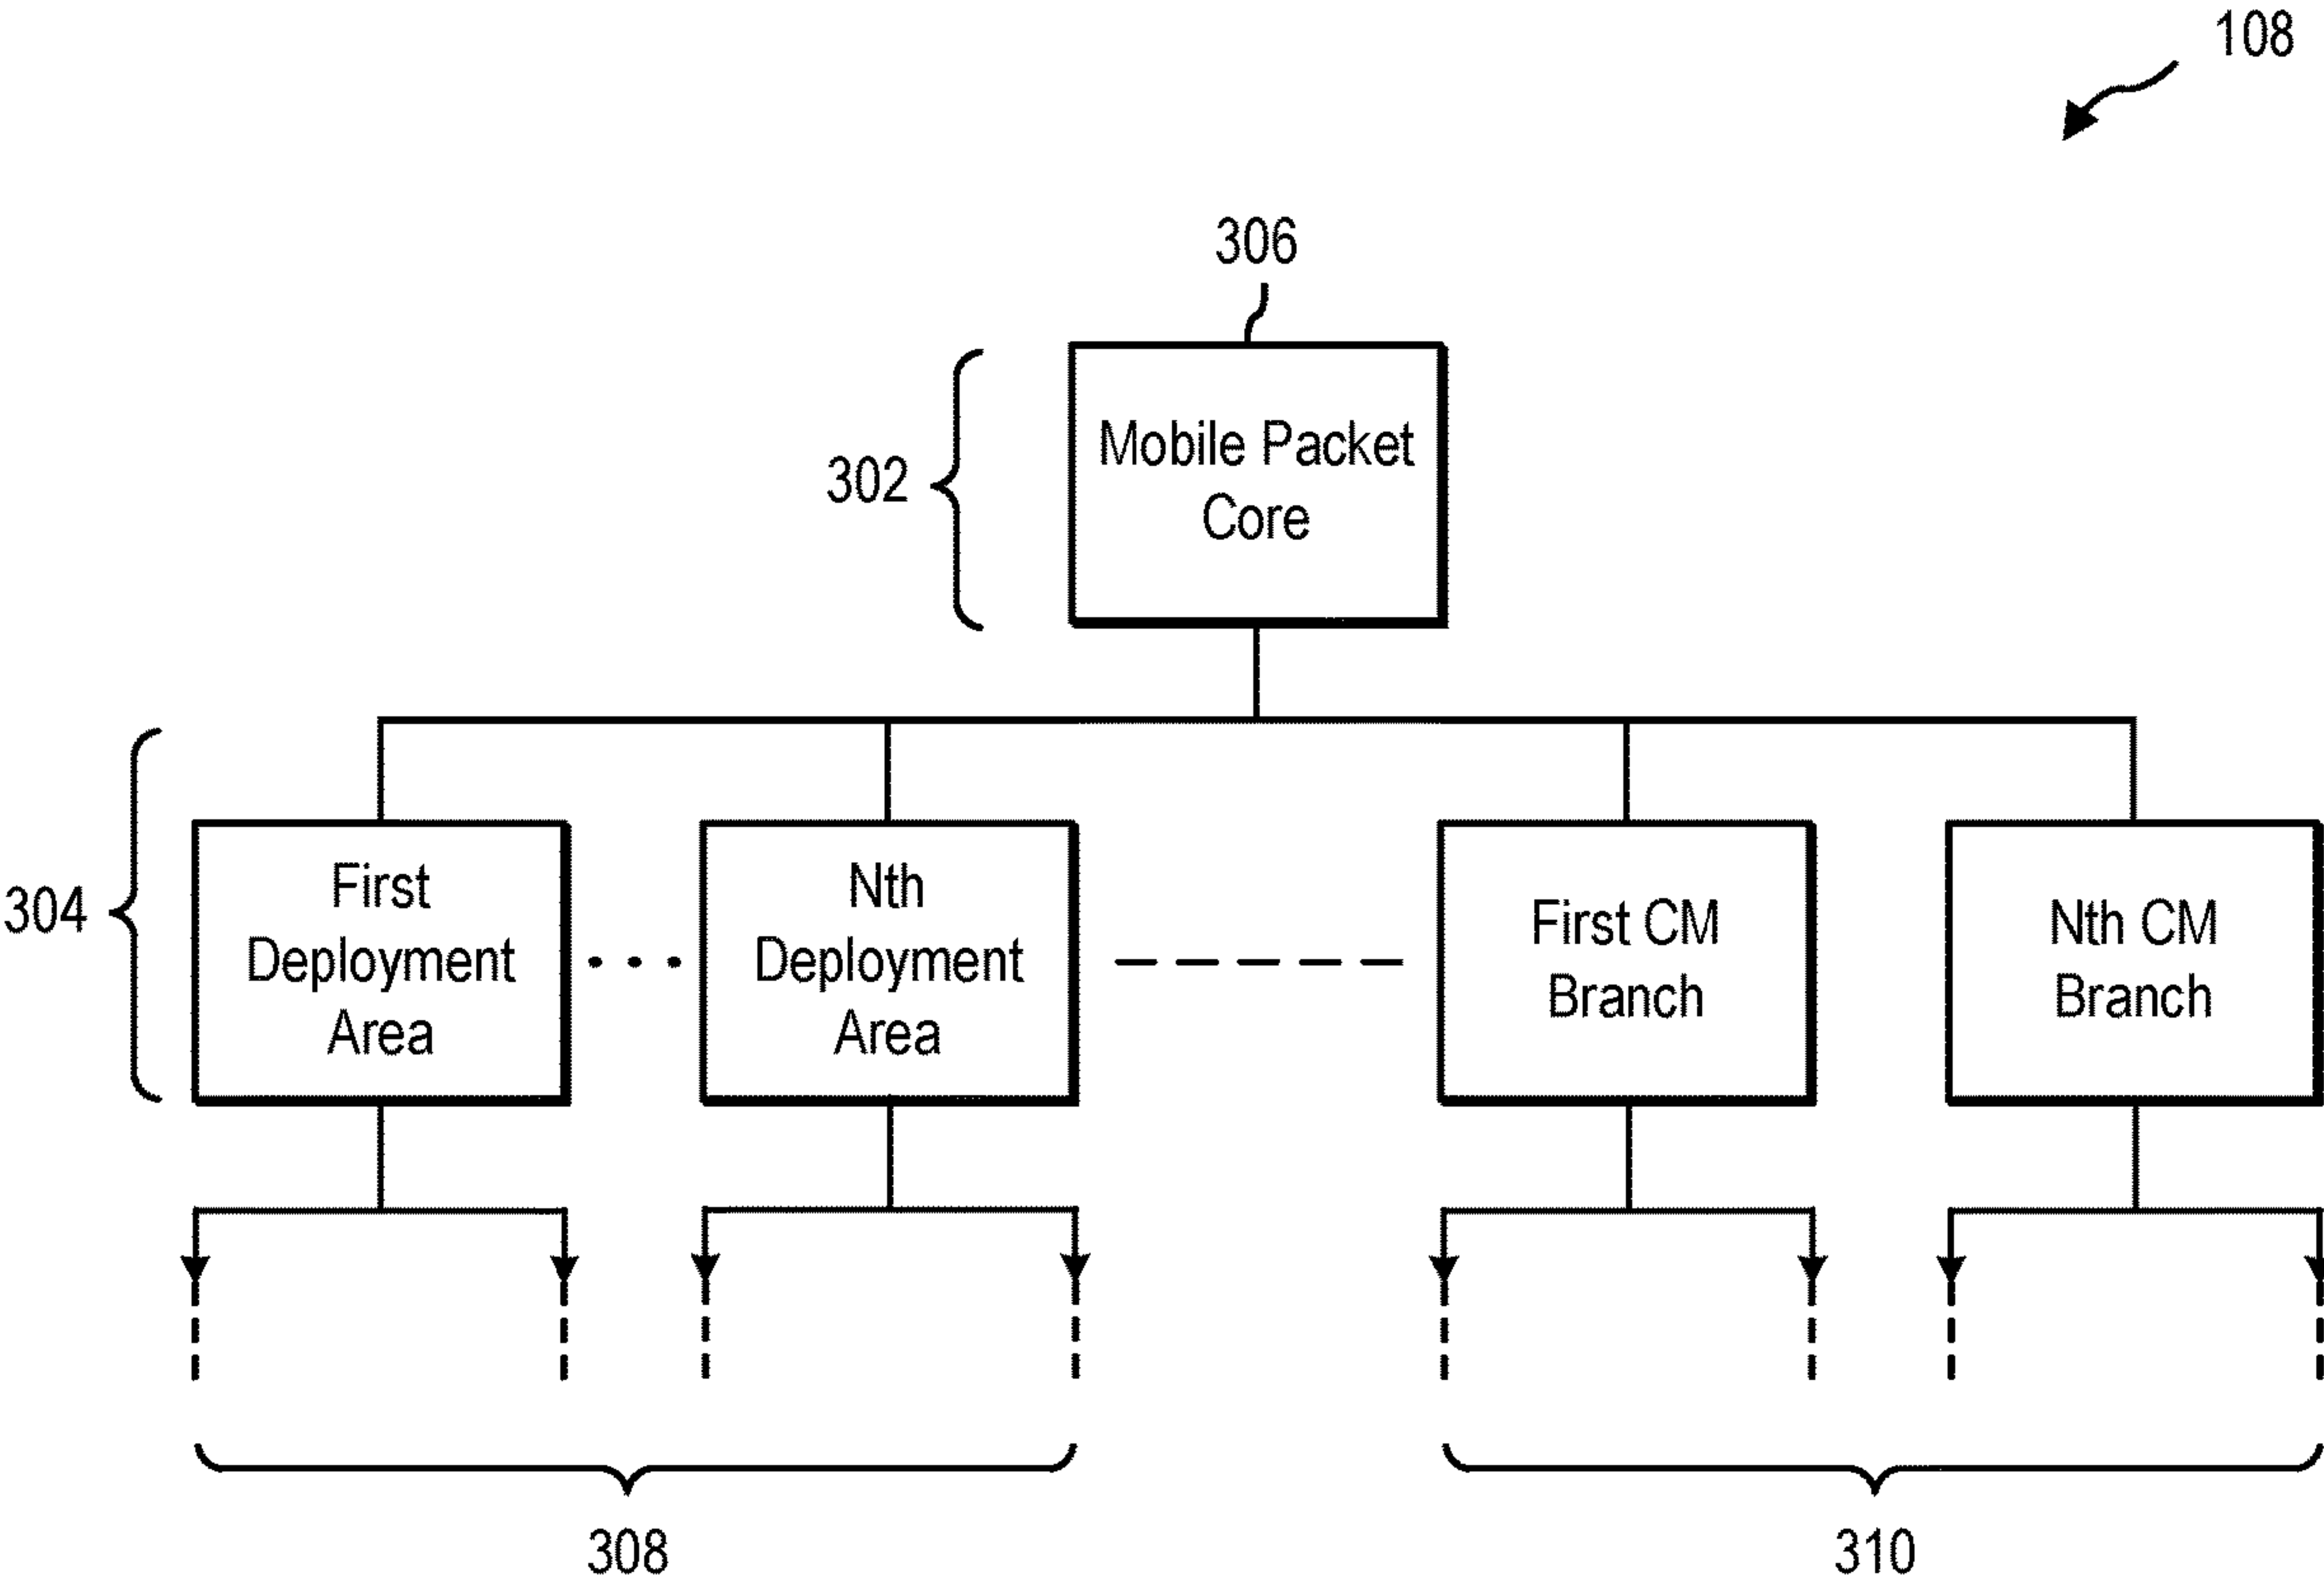 108
306
302
Mobile Packet
Core
304
First
Deployment
Area
Nth
Deployment
Area
First CM
Branch
Nth CM
Branch
308
310